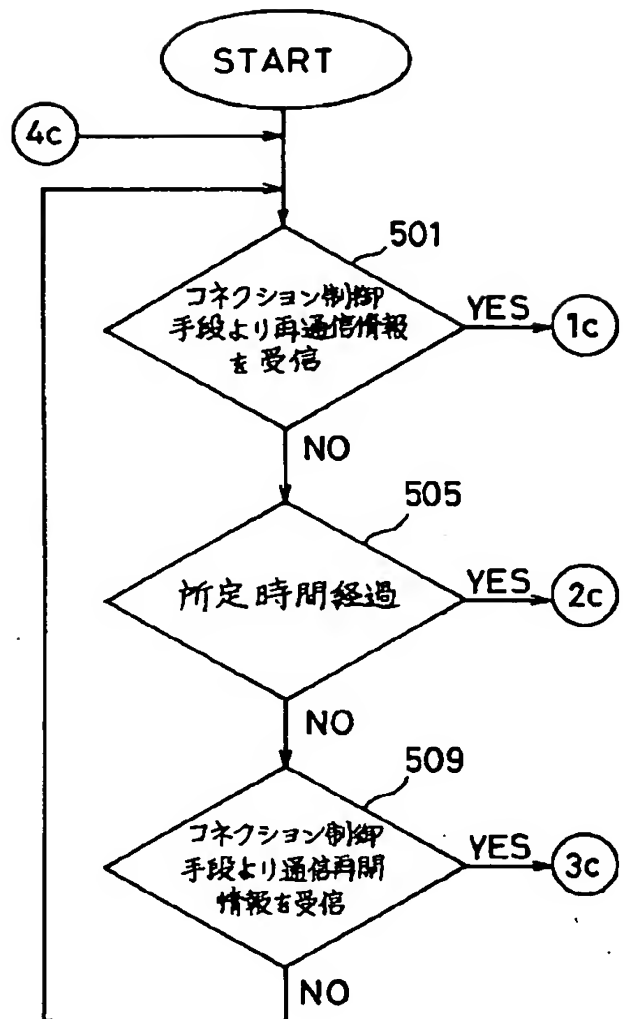 START
4c
501
コネクション制御
手段より再通信情報
を受信
YES
1c
NO
505
所定時間経過
YES
2c
NO
509
コネクション制御
手段より通信再開
情報を受信
YES
3c
NO